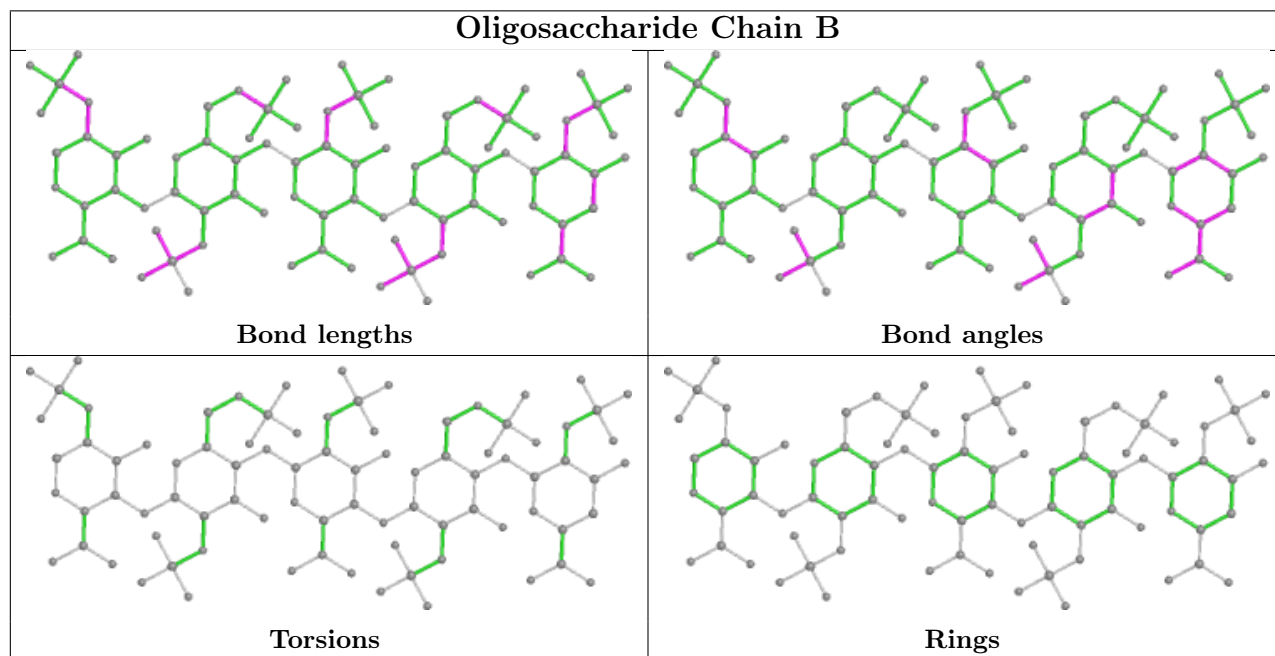 Oligosaccharide Chain B
Bond lengths
Bond angles
Torsions
Rings